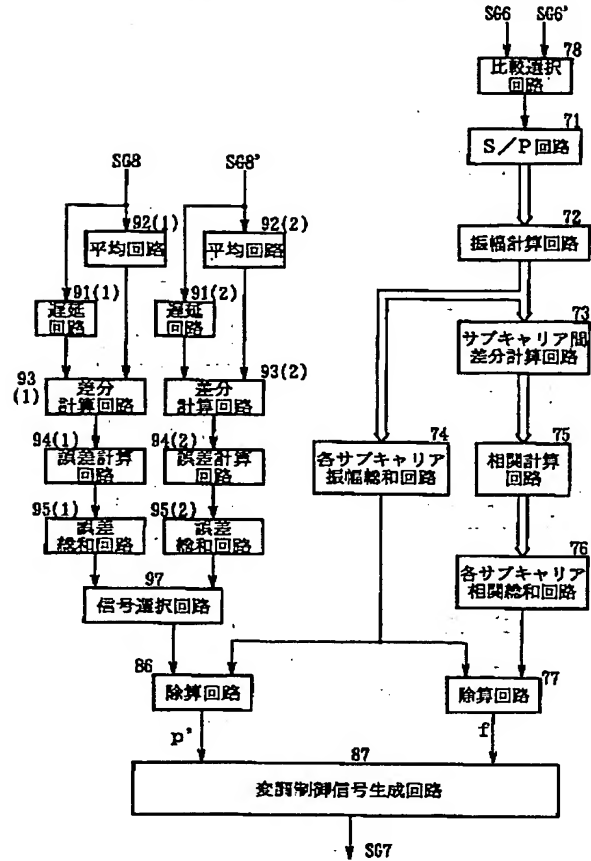 SG6 SG6'
78
比較選択
回路
71
S/P回路
72
振幅計算回路
73
サブキャリア間
差分計算回路
74
各サブキャリア
振幅総和回路
75
相関計算
回路
76
各サブキャリア
相関総和回路
77
除算回路
f
SG8
SG8'
92(1)
平均回路
92(2)
平均回路
91(1)
遅延
回路
91(2)
遅延
回路
93
(1)
差分
計算回路
93(2)
差分
計算回路
94(1)
誤差計算
回路
94(2)
誤差計算
回路
95(1)
誤差
総和回路
95(2)
誤差
総和回路
97
信号選択回路
86
除算回路
p'
87
変調制御信号生成回路
SG7